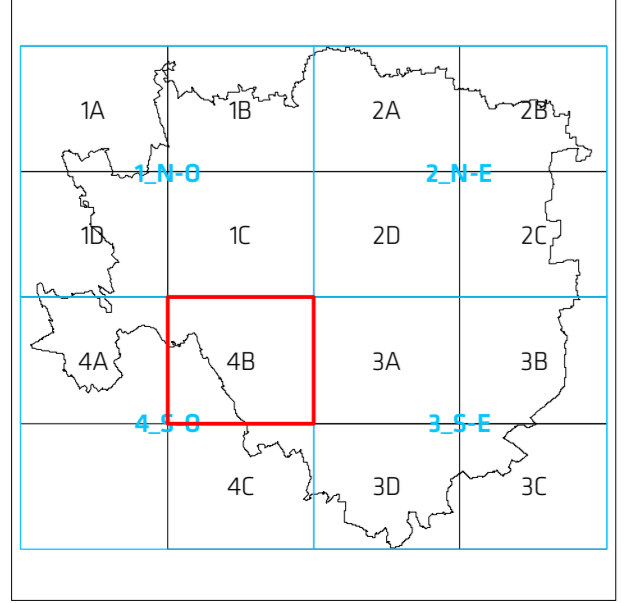 1A 1B 2A 2B
1_N-O 2_N-E
1D 1C 2D 2C
4A 4B 3A 3B
4_S-O 3_S-E
4C 3D 3C